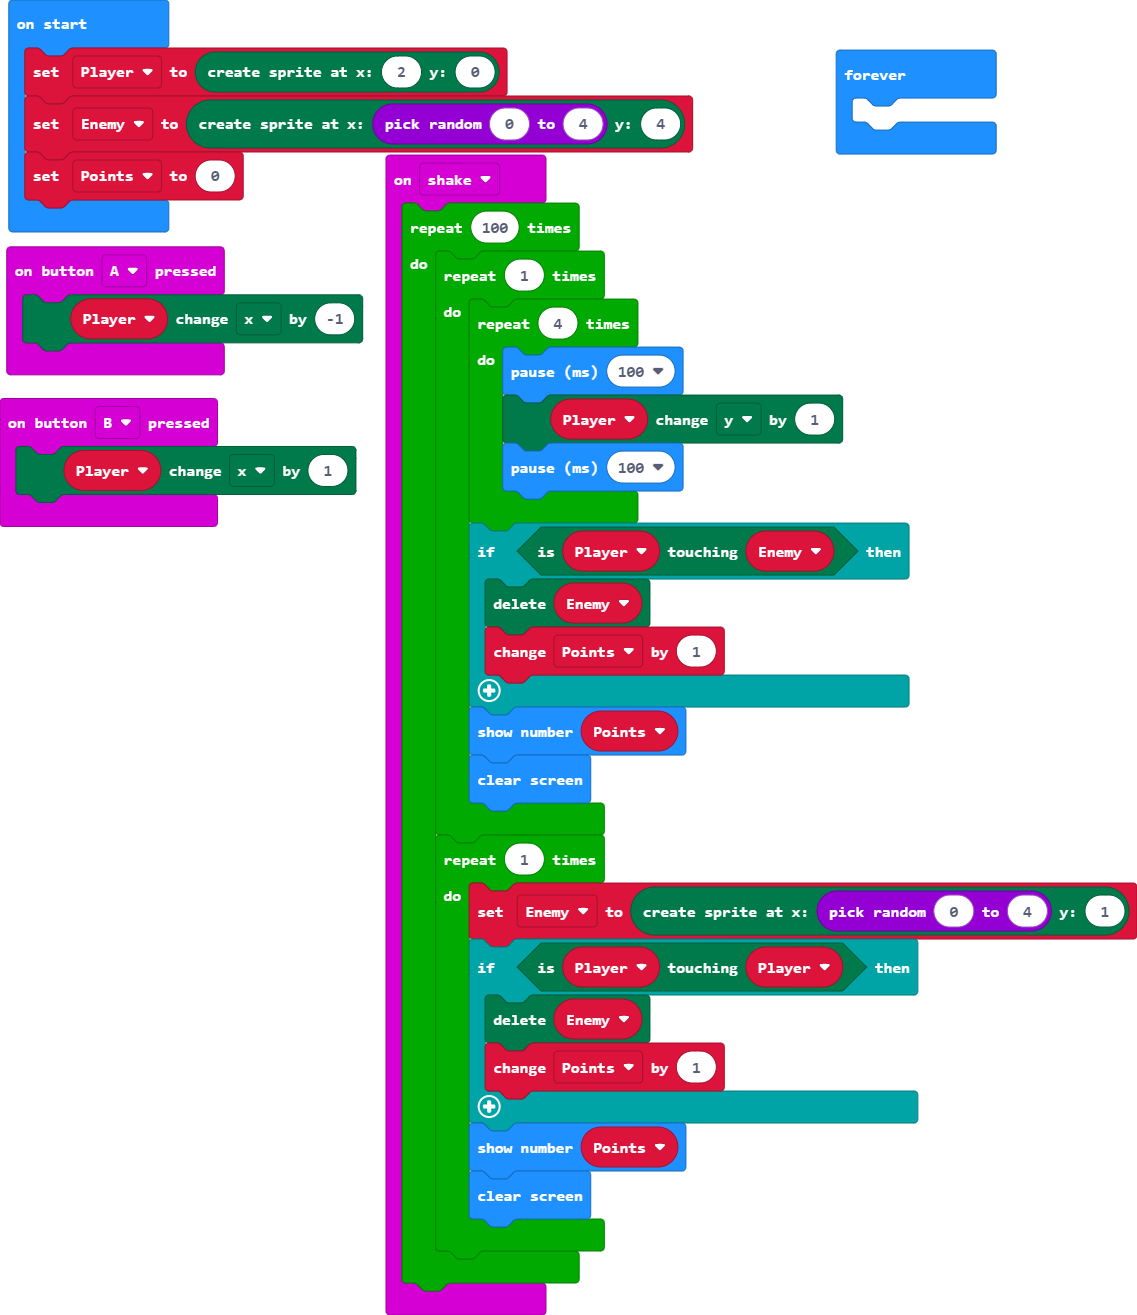 on start
set Player to create sprite at x: 2 y: 0
set Enemy to create sprite at x: pick random 0 to 4 y: 4
set Points to 0
on button A pressed
Player change x by -1
on button B pressed
Player change x by 1
on shake
repeat 100 times
do
repeat 1 times
do
repeat 4 times
do
pause (ms) 100
Player change y by 1
pause (ms) 100
if is Player touching Enemy then
delete Enemy
change Points by 1
show number Points
clear screen
repeat 1 times
do
set Enemy to create sprite at x: pick random 0 to 4 y: 1
if is Player touching Player then
delete Enemy
change Points by 1
show number Points
clear screen
forever